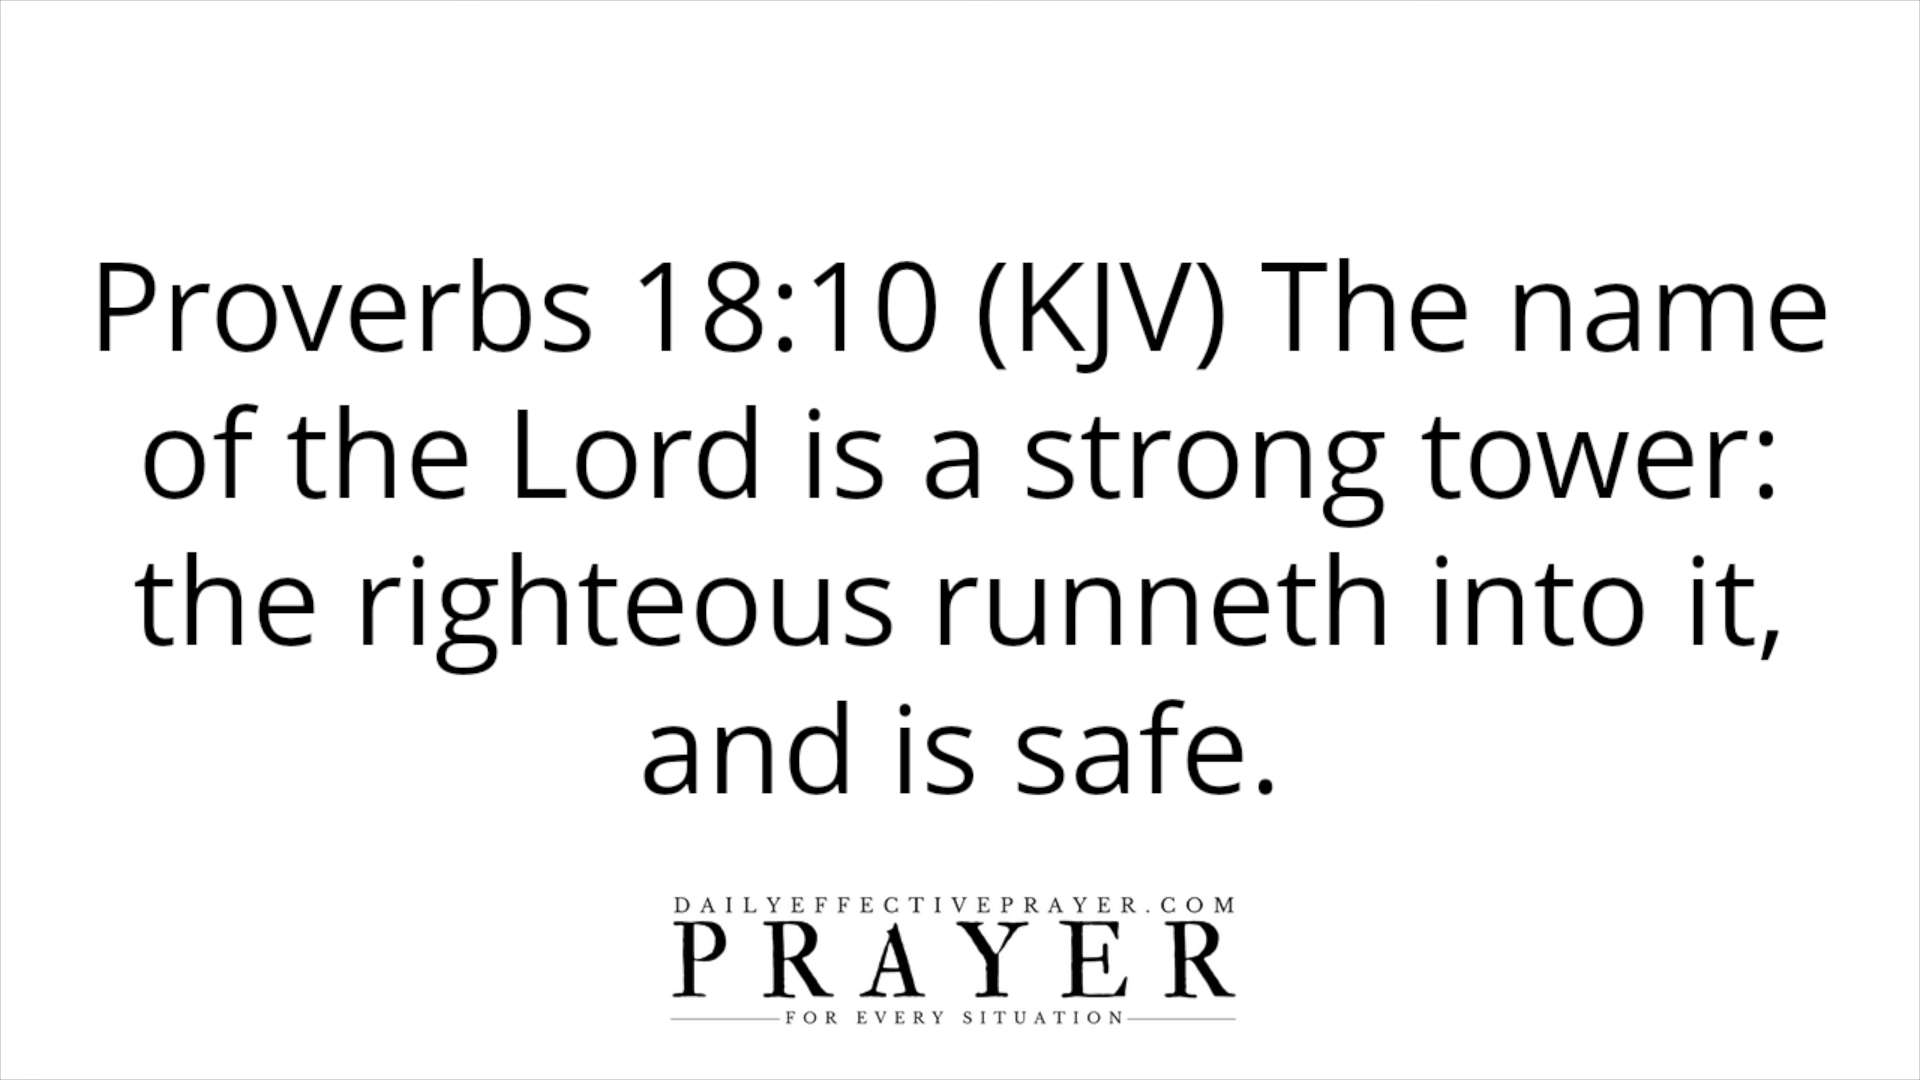 Proverbs 18:10 (KJV) The name
of the Lord is a strong tower:
the righteous runneth into it,
and is safe.
DAILYEFFECTIVEPRAYER.COM
PRAYER
FOR EVERY SITUATION